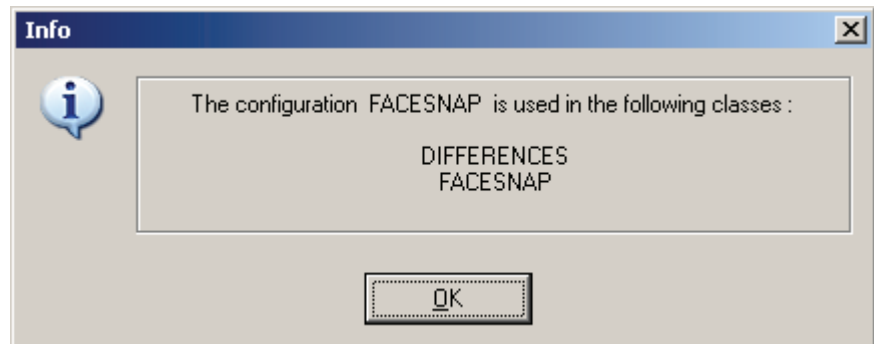 Info
The configuration FACESNAP is used in the following classes :
DIFFERENCES
FACESNAP
OK